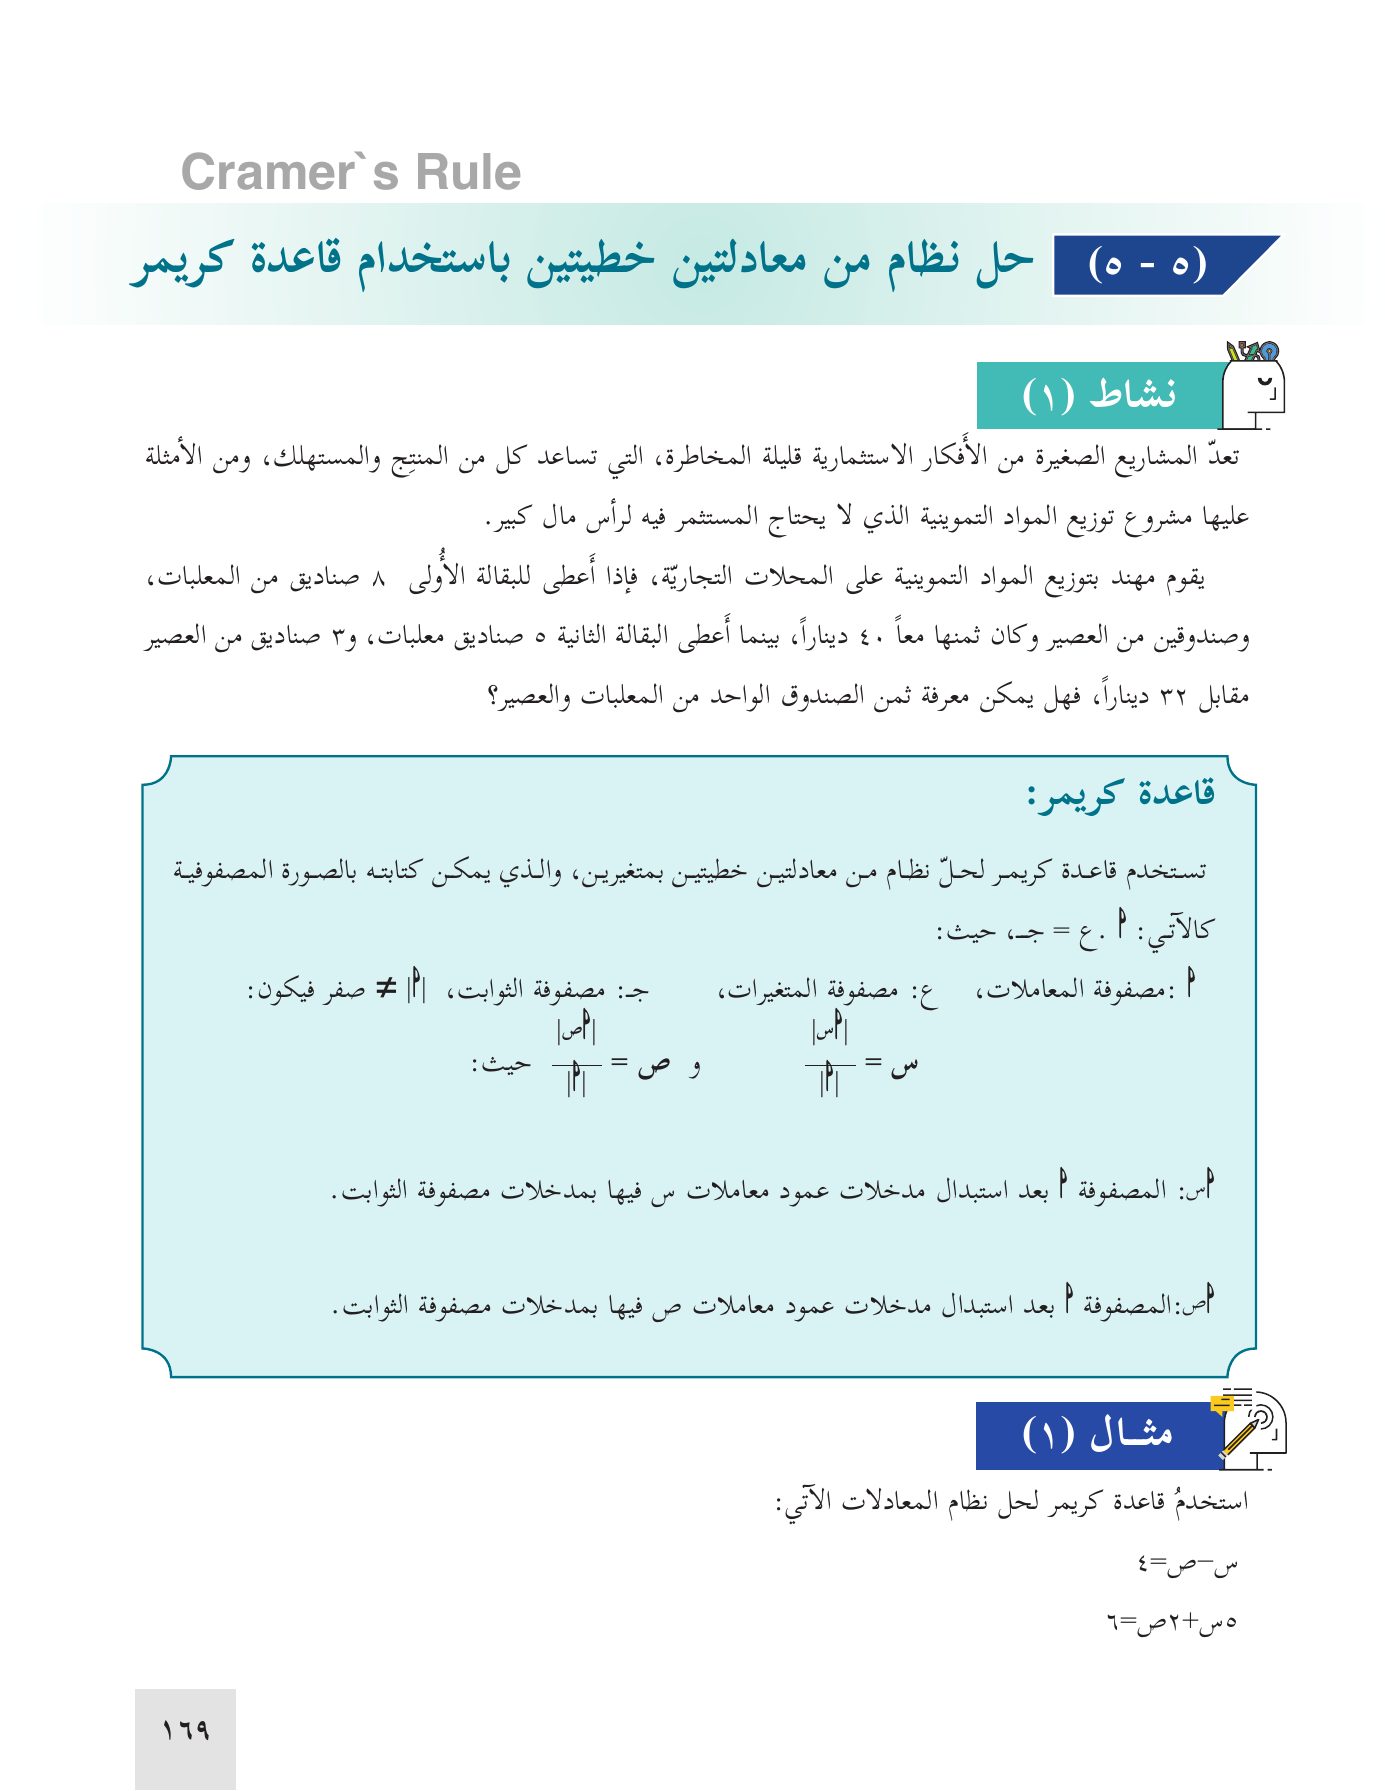 Cramer`s Rule
(٥ - ٥) حل نظام من معادلتين خطيتين باستخدام قاعدة كريمر
نشاط (١)
تعدّ المشاريع الصغيرة من الأَفكار الاستثمارية قليلة المخاطرة، التي تساعد كل من المنتِج والمستهلك، ومن الأمثلة
عليها مشروع توزيع المواد التموينية الذي لا يحتاج المستثمر فيه لرأس مال كبير.
يقوم مهند بتوزيع المواد التموينية على المحلات التجاريّة، فإذا أَعطى للبقالة الأُولى ٨ صناديق من المعلبات،
وصندوقين من العصير وكان ثمنها معاً ٤٠ ديناراً، بينما أَعطى البقالة الثانية ٥ صناديق معلبات، و٣ صناديق من العصير
مقابل ٣٢ ديناراً، فهل يمكن معرفة ثمن الصندوق الواحد من المعلبات والعصير؟
قاعدة كريمر:
تستخدم قاعدة كريمر لحلّ نظام من معادلتين خطيتين بمتغيرين، والذي يمكن كتابته بالصورة المصفوفية
كالآتي: أ .ع = جـ، حيث:
أ :مصفوفة المعاملات، ع: مصفوفة المتغيرات، جـ: مصفوفة الثوابت، |أ| ≠ صفر فيكون:
س = |أس| / |أ| و ص = |أص| / |أ| حيث:
أس: المصفوفة أ بعد استبدال مدخلات عمود معاملات س فيها بمدخلات مصفوفة الثوابت.
أص:المصفوفة أ بعد استبدال مدخلات عمود معاملات ص فيها بمدخلات مصفوفة الثوابت.
مثـال (١)
استخدمُ قاعدة كريمر لحل نظام المعادلات الآتي:
س–ص=٤
٥س+٢ص=٦
١٦٩